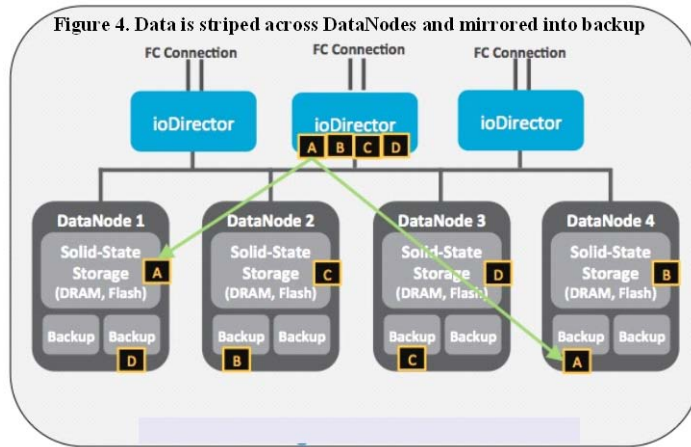 Figure 4. Data is striped across DataNodes and mirrored into backup
FC Connection
FC Connection
FC Connection
ioDirector
ioDirector
ioDirector
A B C D
DataNode 1
Solid-State
Storage
(DRAM, Flash)
A
Backup
Backup
D
DataNode 2
Solid-State
Storage
(DRAM, Flash)
C
Backup
Backup
B
DataNode 3
Solid-State
Storage
(DRAM, Flash)
D
Backup
Backup
C
DataNode 4
Solid-State
Storage
(DRAM, Flash)
B
Backup
Backup
A